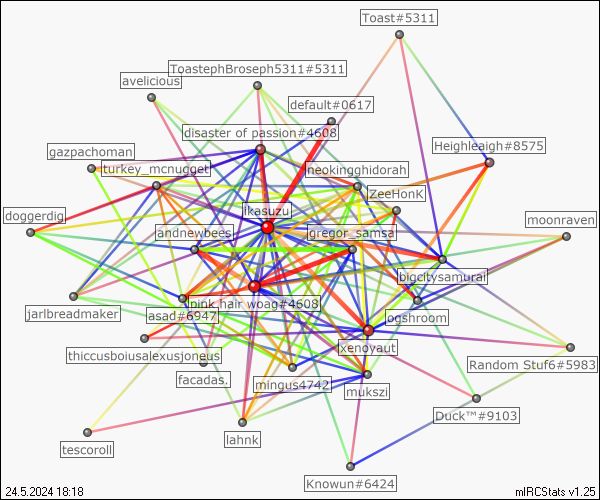 Toast#5311
ToastephBroseph5311#5311
avelicious
default#0617
disaster of passion#4608
Heighleaigh#8575
gazpachoman
turkey_mcnugget
neokingghidorah
ZeeHonK
ikasuzu
doggerdig
moonraven
andnewbees
gregor_samsa
bigcitysamurai
pink hair woag#4608
jarlbreadmaker
asad#6947
pgshroom
xenoyaut
thiccusboiusalexusjoneus
Random Stuf6#5983
facadas.
mingus4742
mukszi
Duck™#9103
lahnk
tescoroll
Knowun#6424
24.5.2024 18:18
mIRCStats v1.25